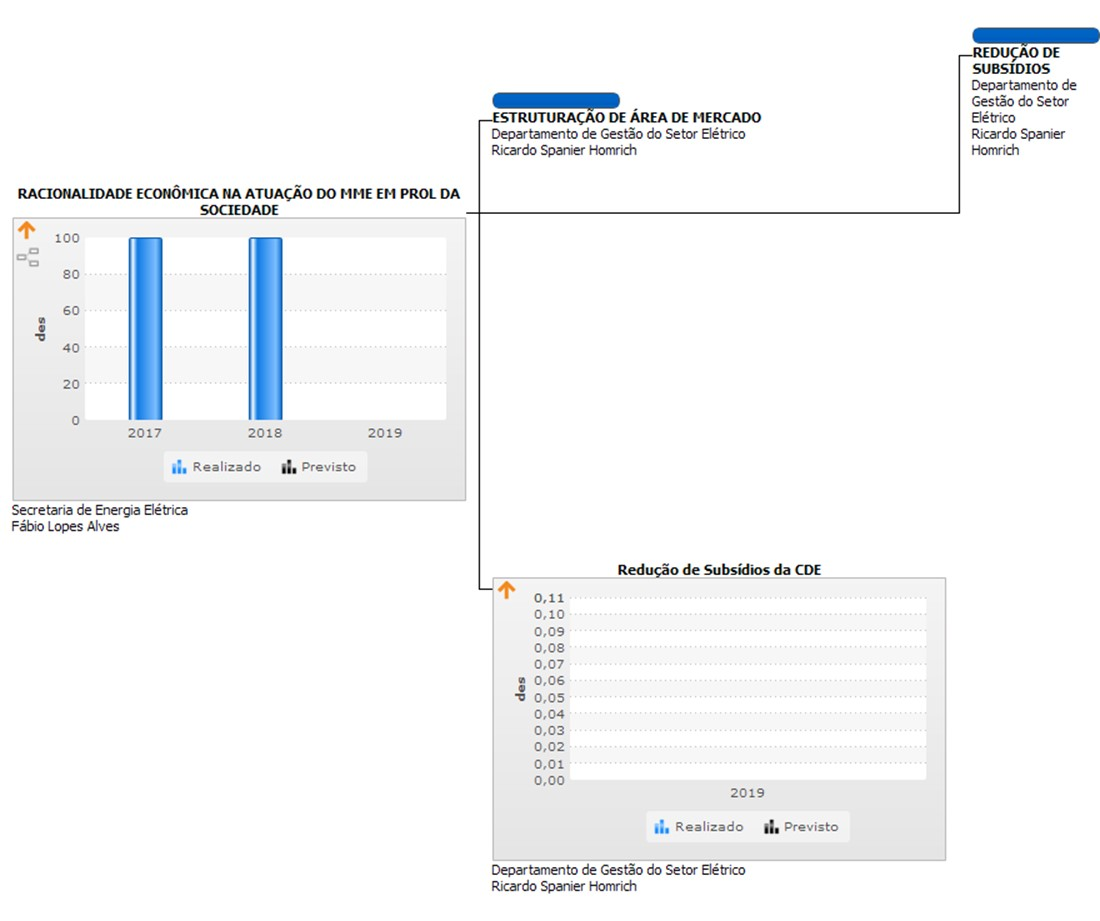 REDUÇÃO DE
SUBSÍDIOS
Departamento de
Gestão do Setor
Elétrico
Ricardo Spanier
Homrich
ESTRUTURAÇÃO DE ÁREA DE MERCADO
Departamento de Gestão do Setor Elétrico
Ricardo Spanier Homrich
RACIONALIDADE ECONÔMICA NA ATUAÇÃO DO MME EM PROL DA
SOCIEDADE
100
80
60
40
20
0
des
2017 2018 2019
Realizado Previsto
Secretaria de Energia Elétrica
Fábio Lopes Alves
Redução de Subsídios da CDE
0,11
0,10
0,09
0,08
0,07
0,06
0,05
0,04
0,03
0,02
0,01
0,00
des
2019
Realizado Previsto
Departamento de Gestão do Setor Elétrico
Ricardo Spanier Homrich